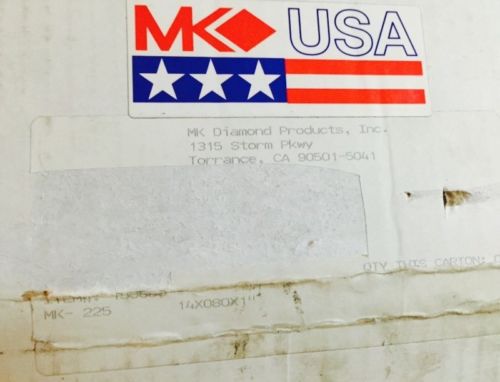 MK USA
MK Diamond Products, Inc.
1315 Storm Pkwy
Torrance, CA 90501-5041
QTY THIS CARTON:
MK- 225 14X080X1"